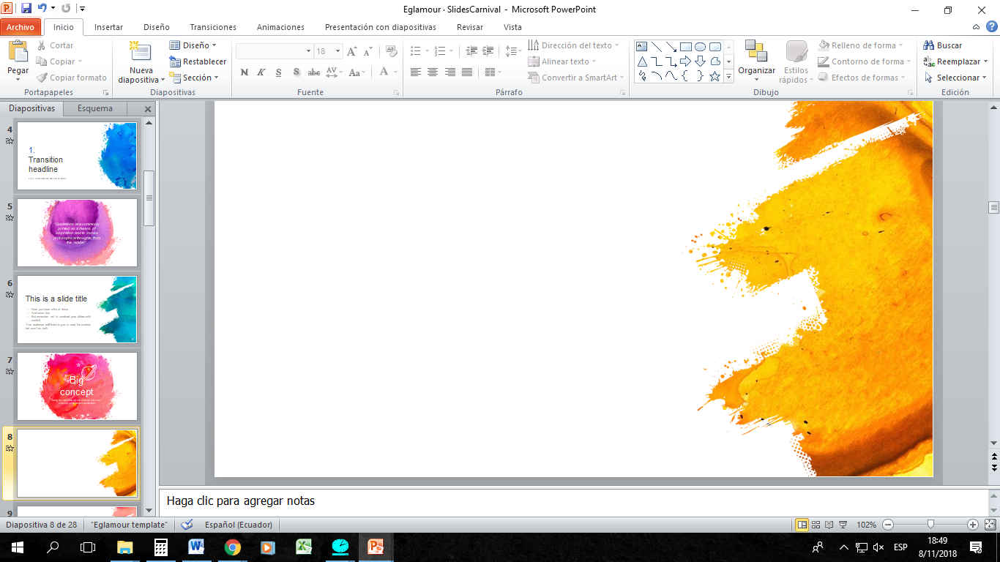 Eglamour · SlidesCarnival - Microsoft PowerPoint
Archivo Inicio Insertar Diseño Transiciones Animaciones Presentación con diapositivas Revisar Vista
Pegar
Cortar
Copiar
Copiar formato
Portapapeles
Nueva
diapositiva
Diseño
Restablecer
Sección
Diapositivas
18
N K S S abc AV Aa A
Fuente
Dirección del texto
Alinear texto
Convertir a SmartArt
Párrafo
Organizar
Estilos
rápidos
Relleno de forma
Contorno de forma
Efectos de formas
Dibujo
Buscar
Reemplazar
Seleccionar
Edición
Diapositivas Esquema
4
1.
Transition
headline
5
"Quotations are commonly
printed as a means of
inspiration and to invoke
philosophical thoughts from
the reader"
6
This is a slide title
7
Big
concept
8
9
Haga clic para agregar notas
Diapositiva 8 de 28 "Eglamour template" Español (Ecuador) 102%
ESP
18:49
8/11/2018